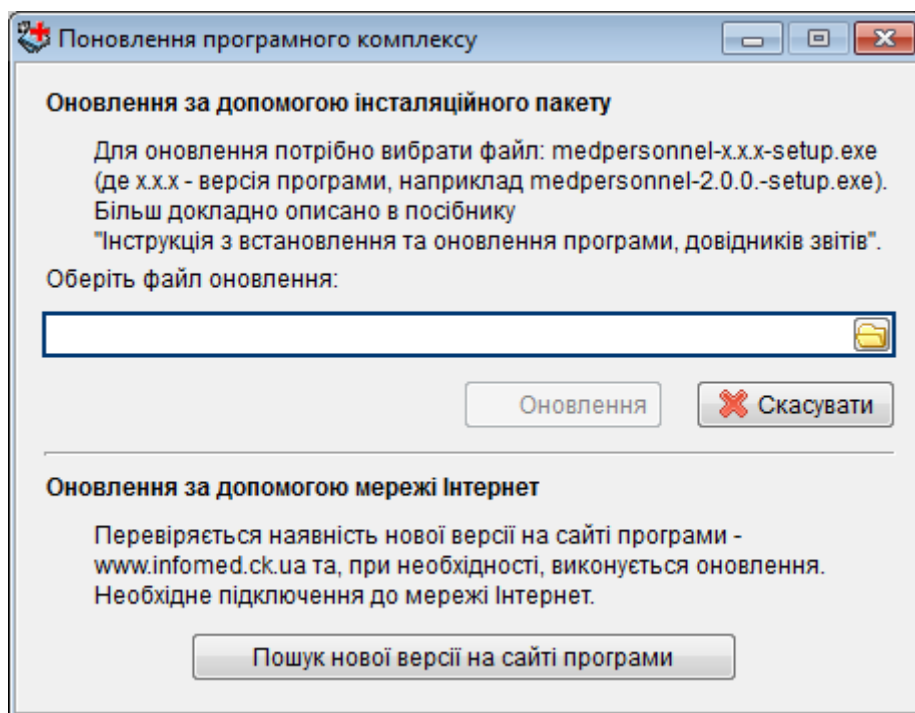 Поновлення програмного комплексу
Оновлення за допомогою інсталяційного пакету
Для оновлення потрібно вибрати файл: medpersonnel-x.x.x-setup.exe
(де x.x.x - версія програми, наприклад medpersonnel-2.0.0.-setup.exe).
Більш докладно описано в посібнику
"Інструкція з встановлення та оновлення програми, довідників звітів".
Оберіть файл оновлення:
Оновлення
Скасувати
Оновлення за допомогою мережі Інтернет
Перевіряється наявність нової версії на сайті програми -
www.infomed.ck.ua та, при необхідності, виконується оновлення.
Необхідне підключення до мережі Інтернет.
Пошук нової версії на сайті програми